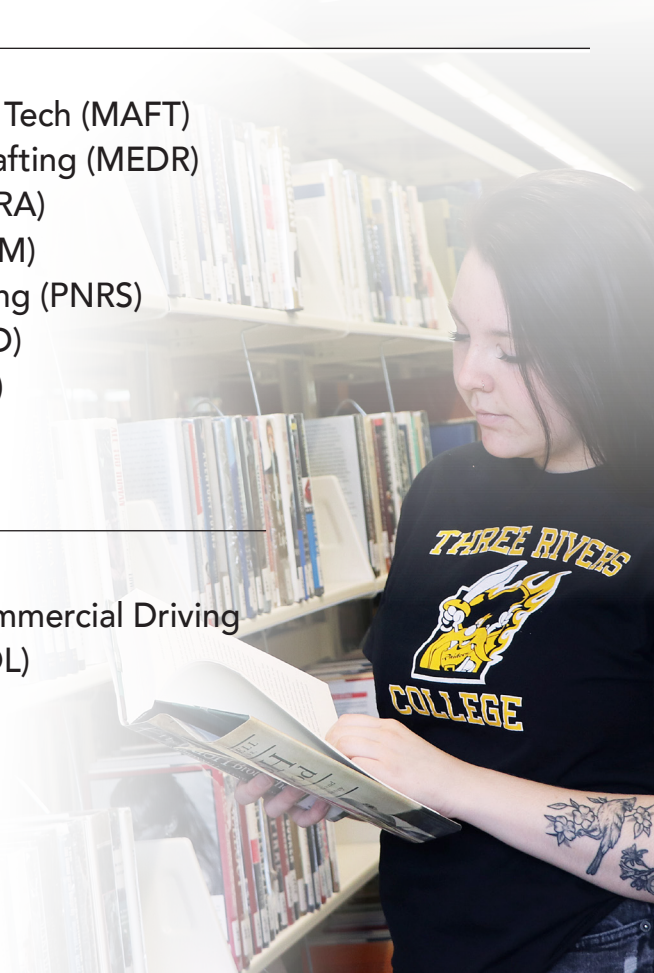 Tech (MAFT)
afting (MEDR)
RA)
M)
ng (PNRS)
D)
)
mmercial Driving
DL)
THREE RIVERS
COLLEGE